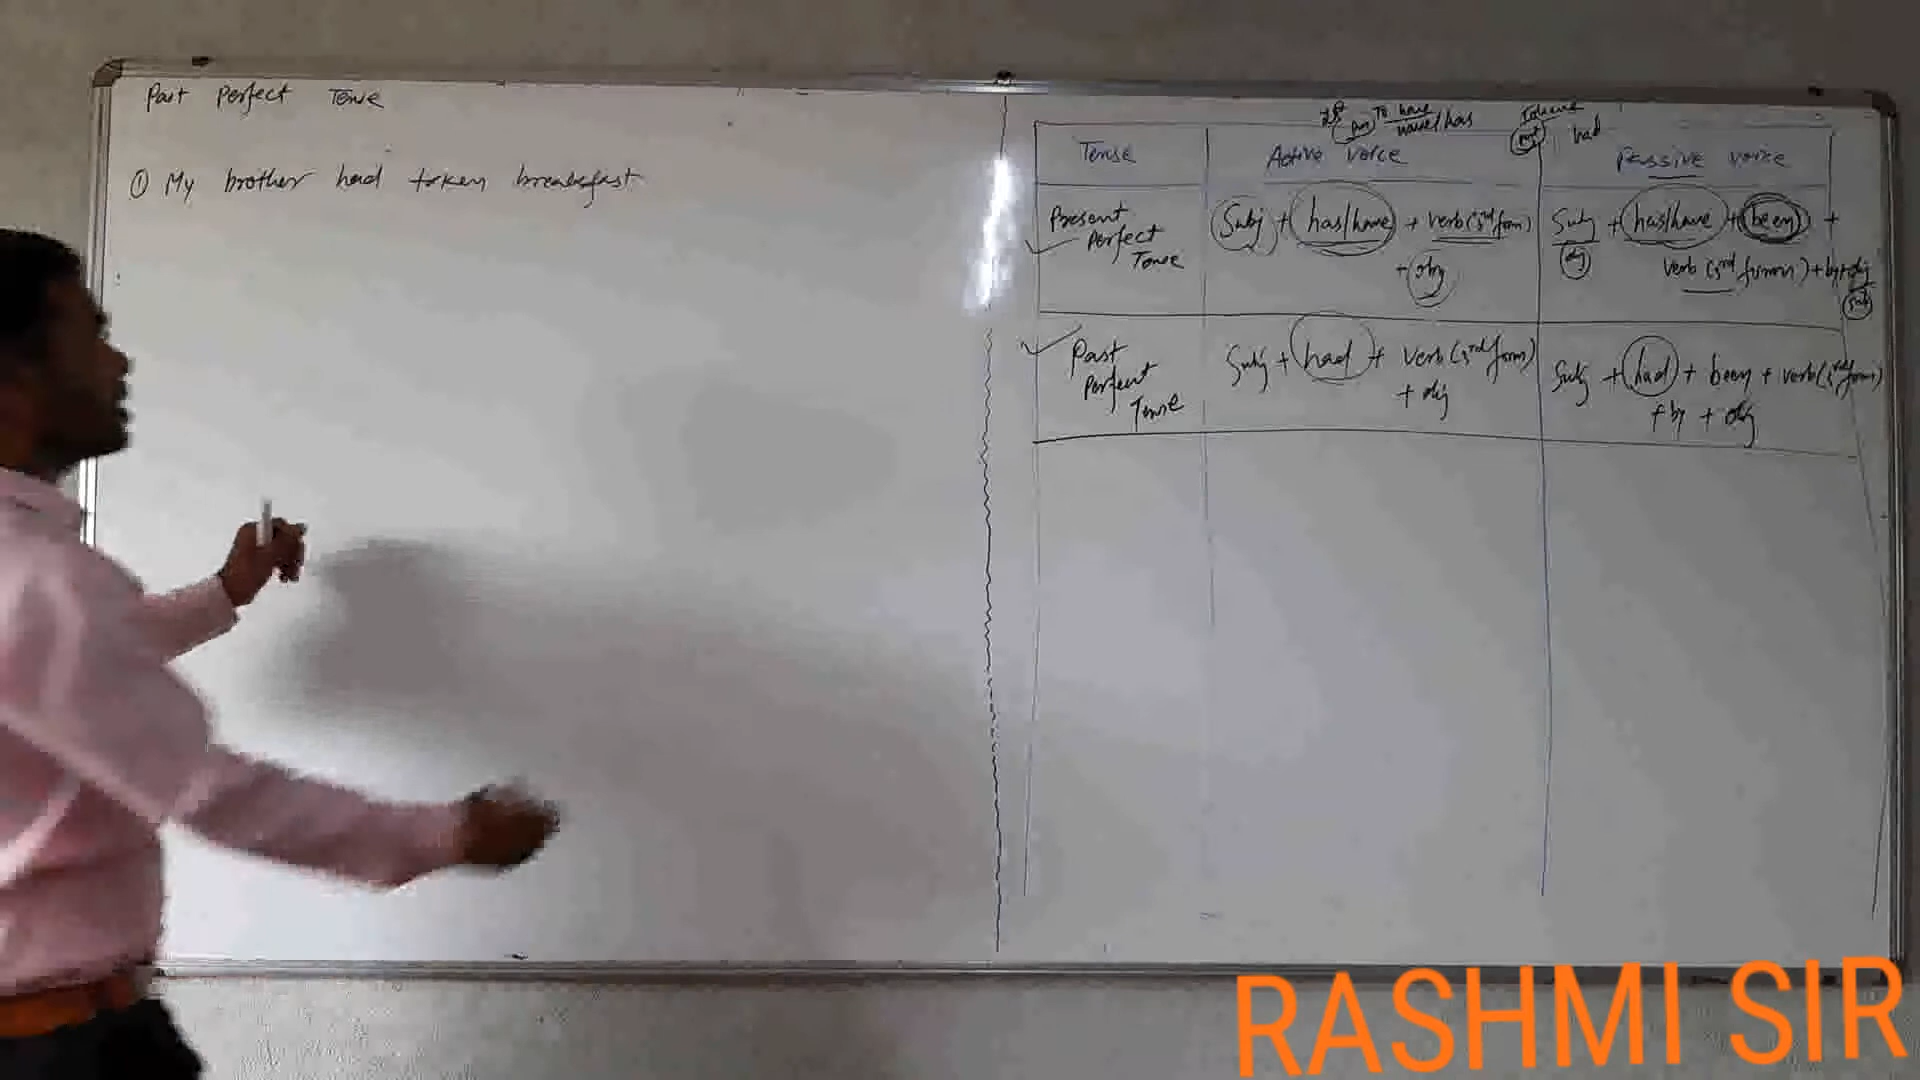 Past Perfect Tense
① My brother had taken breakfast
To have
have/has
had
Tense
Active voice
Passive voice
Present
Perfect
Tense
Subj + has/have + verb (3rd form)
+ obj
Subj + has/have + been +
obj
verb (3rd form) + by + obj
sub
Past
Perfect
Tense
Subj + had + verb (3rd form)
+ obj
Subj + had + been + verb (3rd form)
+ by + obj
RASHMI SIR